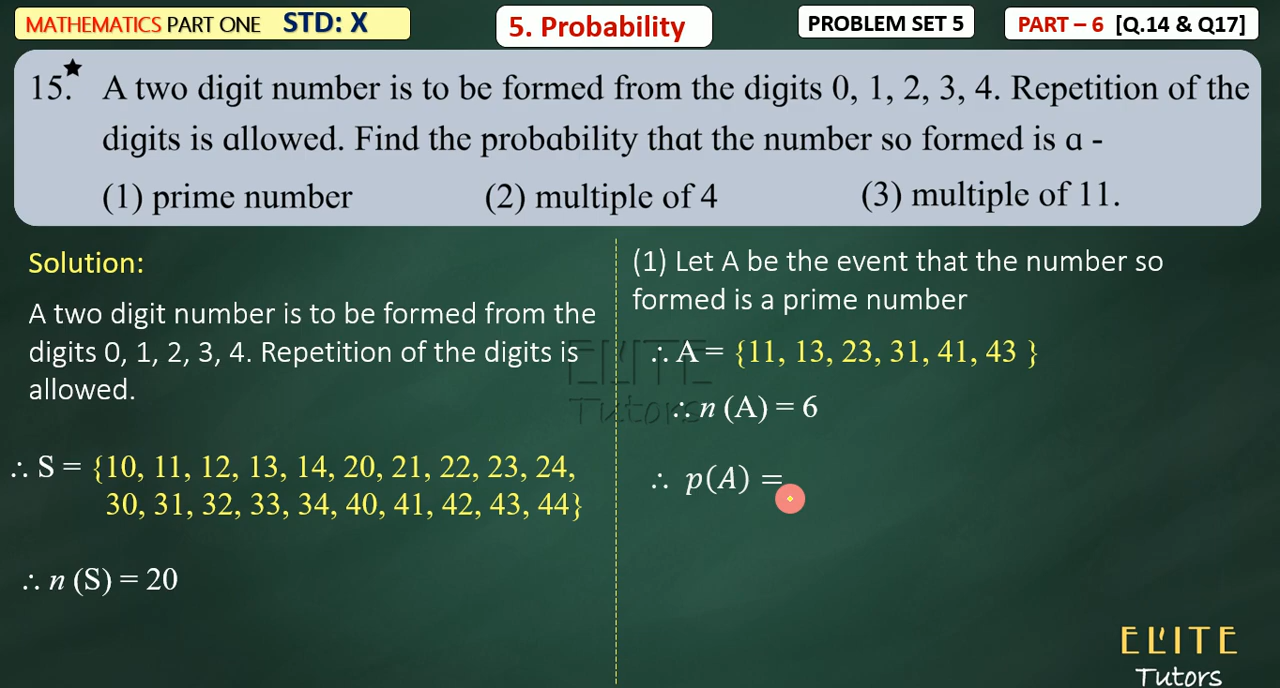 MATHEMATICS PART ONE STD: X
5. Probability
PROBLEM SET 5
PART – 6 [Q.14 & Q17]
15.★ A two digit number is to be formed from the digits 0, 1, 2, 3, 4. Repetition of the
digits is allowed. Find the probability that the number so formed is a -
(1) prime number (2) multiple of 4 (3) multiple of 11.
Solution:
A two digit number is to be formed from the
digits 0, 1, 2, 3, 4. Repetition of the digits is
allowed.
∴ S = {10, 11, 12, 13, 14, 20, 21, 22, 23, 24,
30, 31, 32, 33, 34, 40, 41, 42, 43, 44}
∴ n (S) = 20
(1) Let A be the event that the number so
formed is a prime number
∴ A = {11, 13, 23, 31, 41, 43 }
∴ n (A) = 6
∴ p(A) =
ELITE
Tutors
ELITE
Tutors